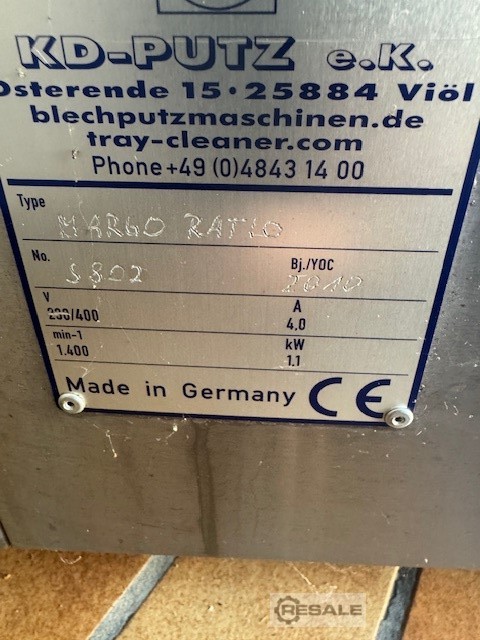 KD-PUTZ e.K.
Osterende 15·25884 Viöl
blechputzmaschinen.de
tray-cleaner.com
Phone+49 (0)4843 14 00
Type MARGO RATIO
No. S802 Bj./YOC 2010
V 230/400 A 4.0
min-1 1.400 kW 1.1
Made in Germany CE
RESALE